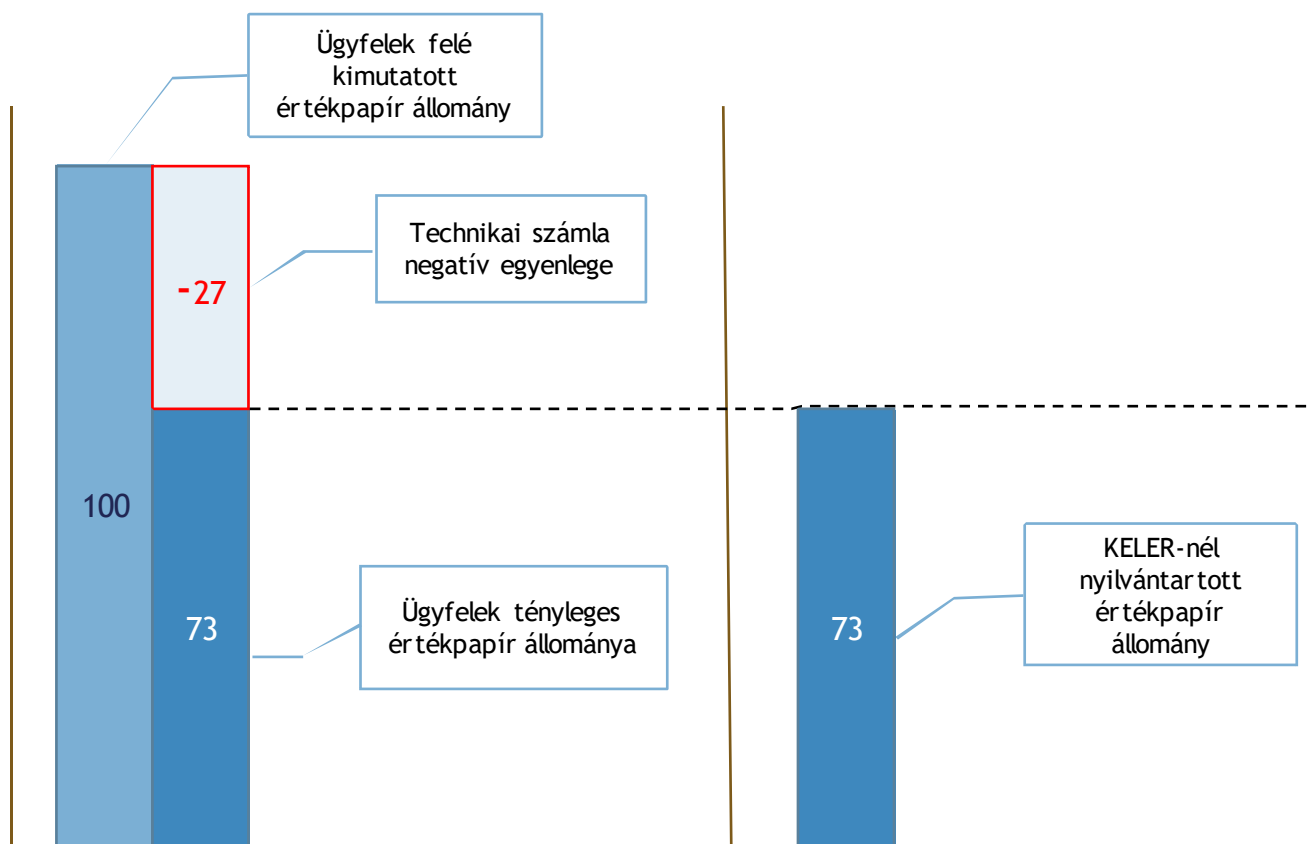 Ügyfelek felé
kimutatott
értékpapír állomány
Technikai számla
negatív egyenlege
-27
100
73
Ügyfelek tényleges
értékpapír állománya
73
KELER-nél
nyilvántartott
értékpapír
állomány